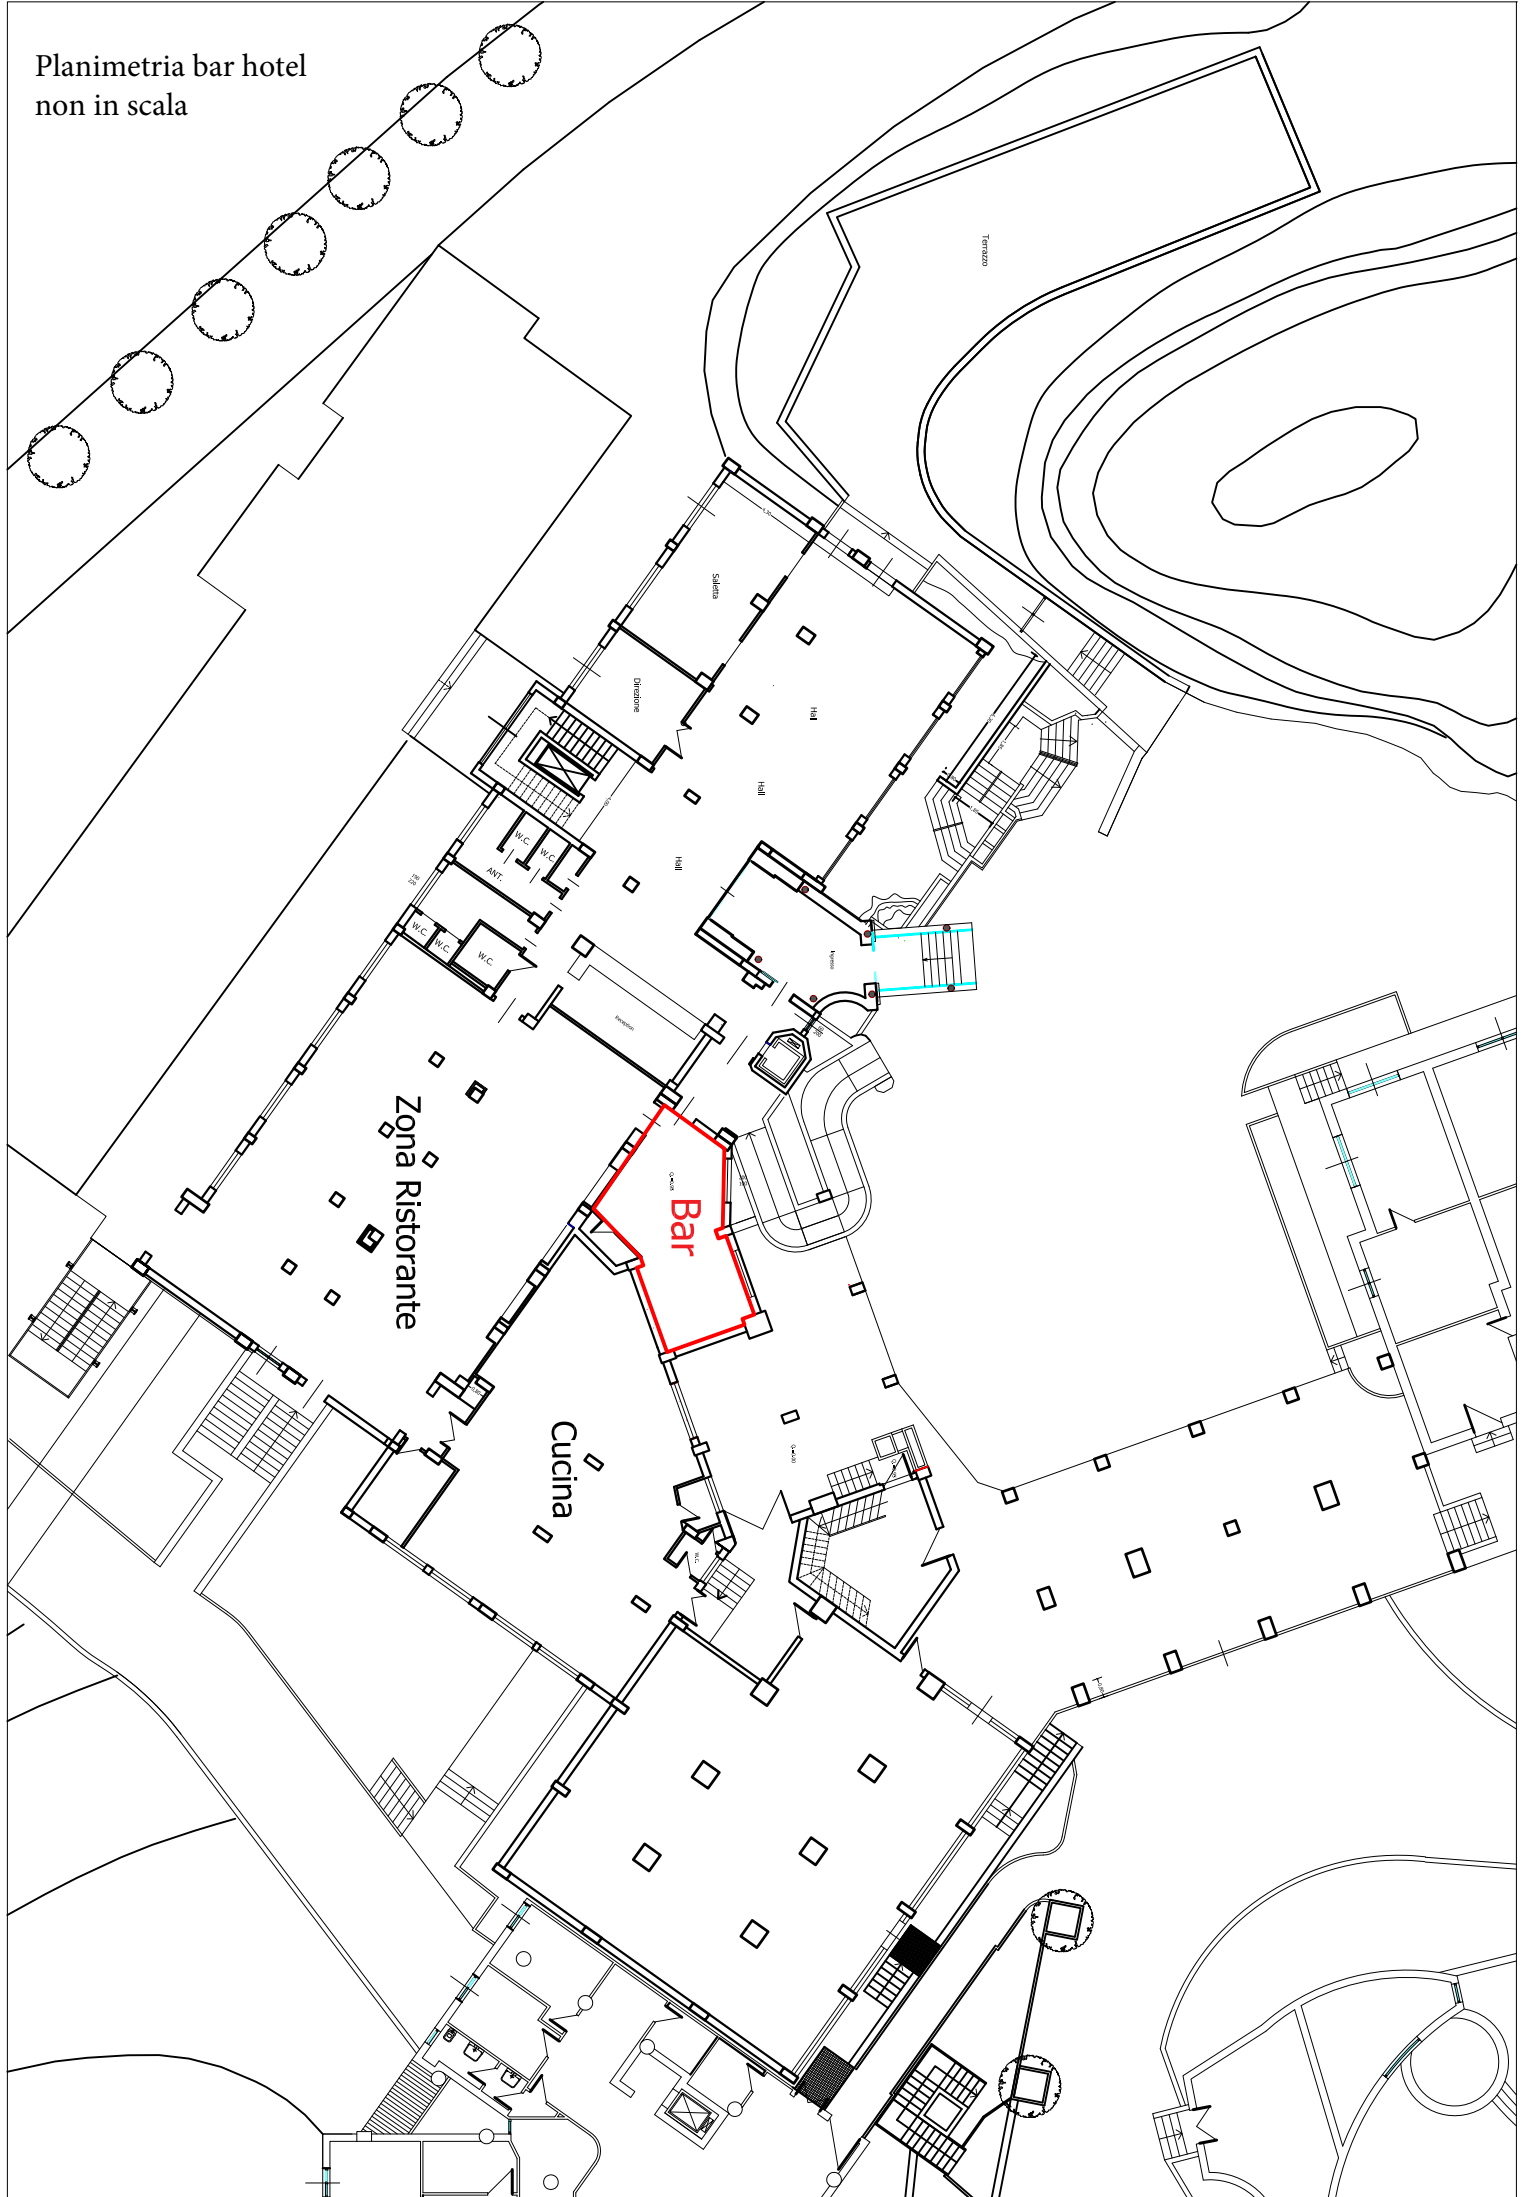 Planimetria bar hotel
non in scala
Terrazzo
Saletta
Direzione
Hall
Hall
Hall
W.C.
W.C.
ANT.
W.C.
W.C.
W.C.
Ingresso
Reception
Bar
Zona Ristorante
Cucina
W.C.